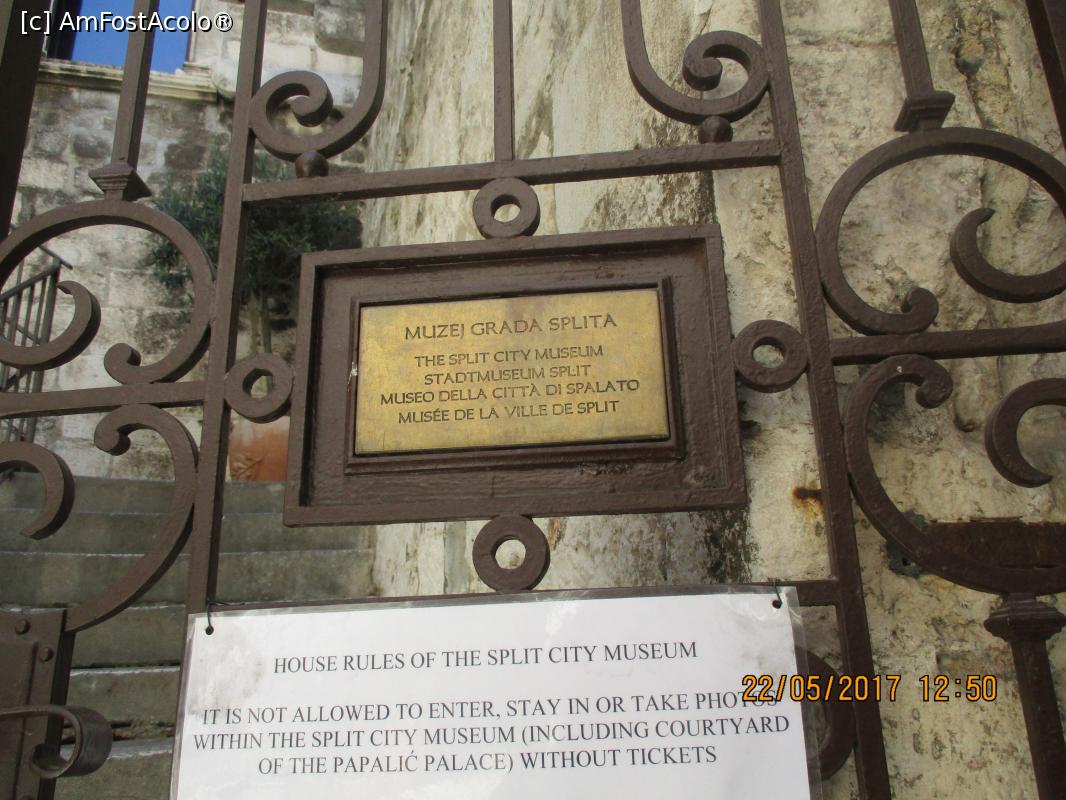 [c] AmFostAcolo®
MUZEJ GRADA SPLITA
THE SPLIT CITY MUSEUM
STADTMUSEUM SPLIT
MUSEO DELLA CITTÀ DI SPALATO
MUSÉE DE LA VILLE DE SPLIT
HOUSE RULES OF THE SPLIT CITY MUSEUM
IT IS NOT ALLOWED TO ENTER, STAY IN OR TAKE PHOTOS
WITHIN THE SPLIT CITY MUSEUM (INCLUDING COURTYARD
OF THE PAPALIĆ PALACE) WITHOUT TICKETS
22/05/2017 12:50